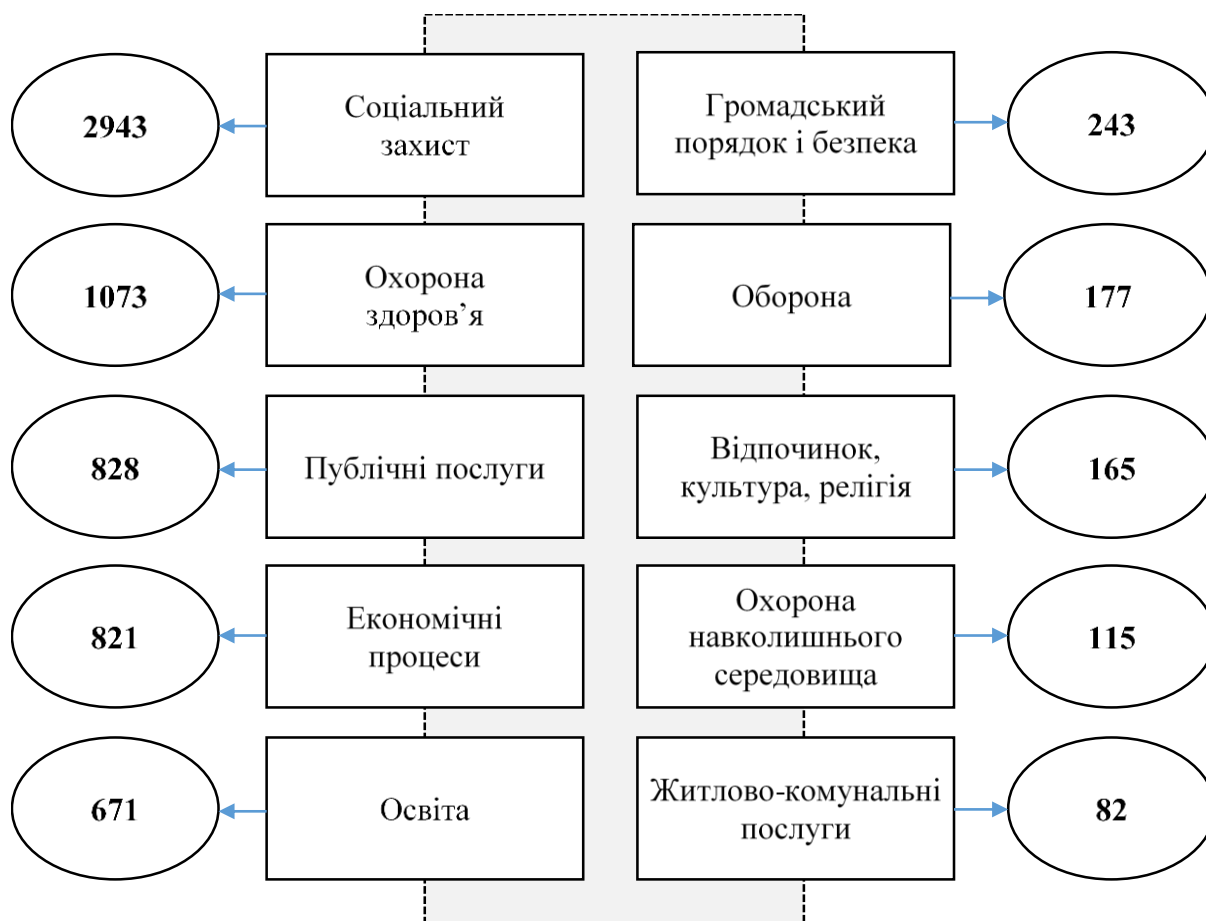 2943
Соціальний
захист
Громадський
порядок і безпека
243
1073
Охорона
здоров’я
Оборона
177
828
Публічні послуги
Відпочинок,
культура, релігія
165
821
Економічні
процеси
Охорона
навколишнього
середовища
115
671
Освіта
Житлово-комунальні
послуги
82